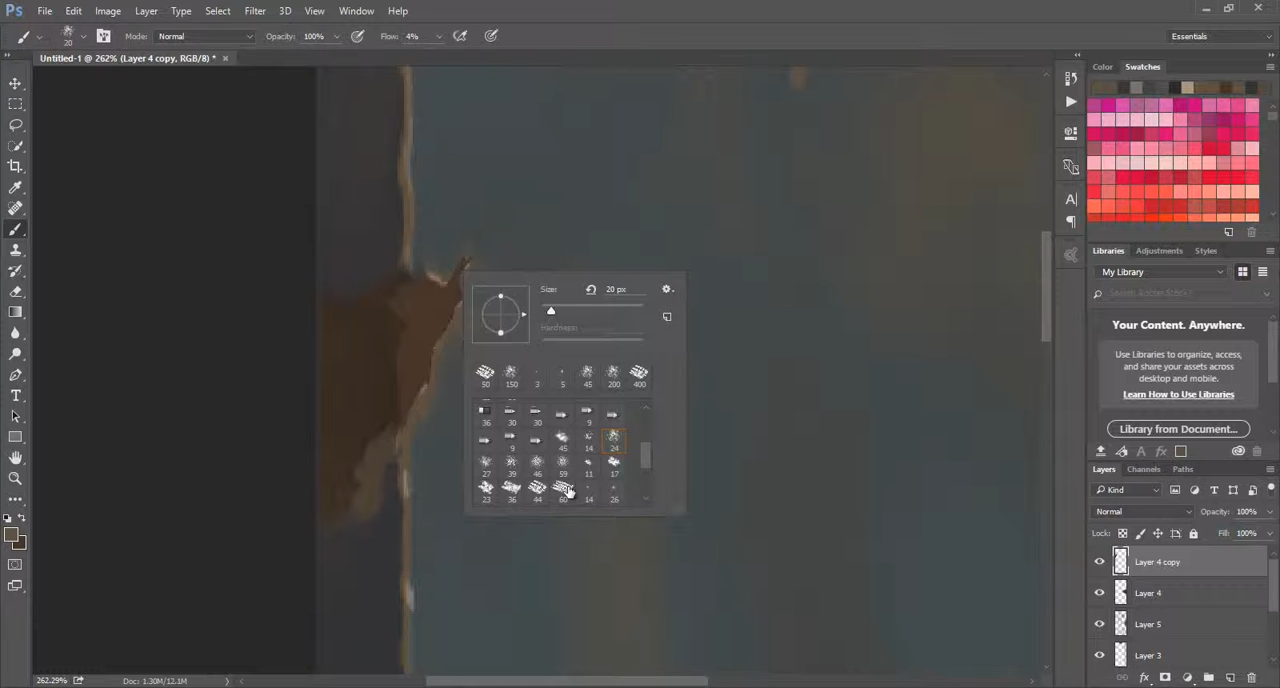 Ps File Edit Image Layer Type Select Filter 3D View Window Help
20 Mode: Normal Opacity: 100% Flow: 4% Essentials
Untitled-1 @ 262% (Layer 4 copy, RGB/8) * x
Color Swatches
Size: 20 px
Hardness:
50 150 3 5 45 200 400
36 30 30 9
9 45 14 24
27 39 46 59 11 17
23 36 44 60 14 26
Libraries Adjustments Styles
My Library
Your Content. Anywhere.
Use Libraries to organize, access,
and share your assets across
desktop and mobile.
Learn How to Use Libraries
Library from Document...
Layers Channels Paths
Kind
Normal Opacity: 100%
Lock: Fill: 100%
Layer 4 copy
Layer 4
Layer 5
Layer 3
262.29% Doc: 1.30M/12.1M